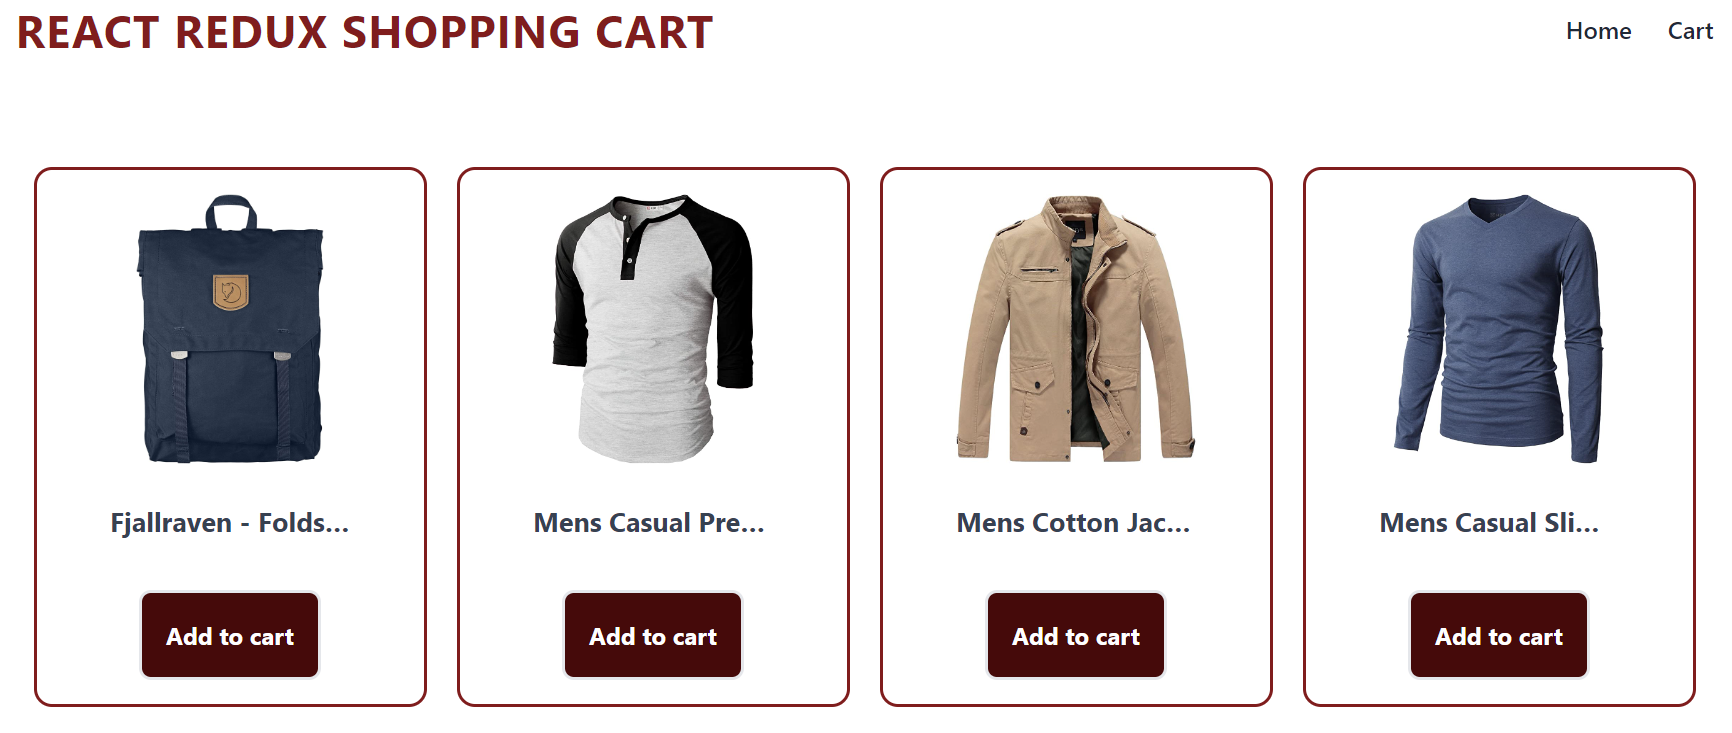 REACT REDUX SHOPPING CART
Home Cart
Fjallraven - Folds...
Mens Casual Pre...
Mens Cotton Jac...
Mens Casual Sli...
Add to cart
Add to cart
Add to cart
Add to cart